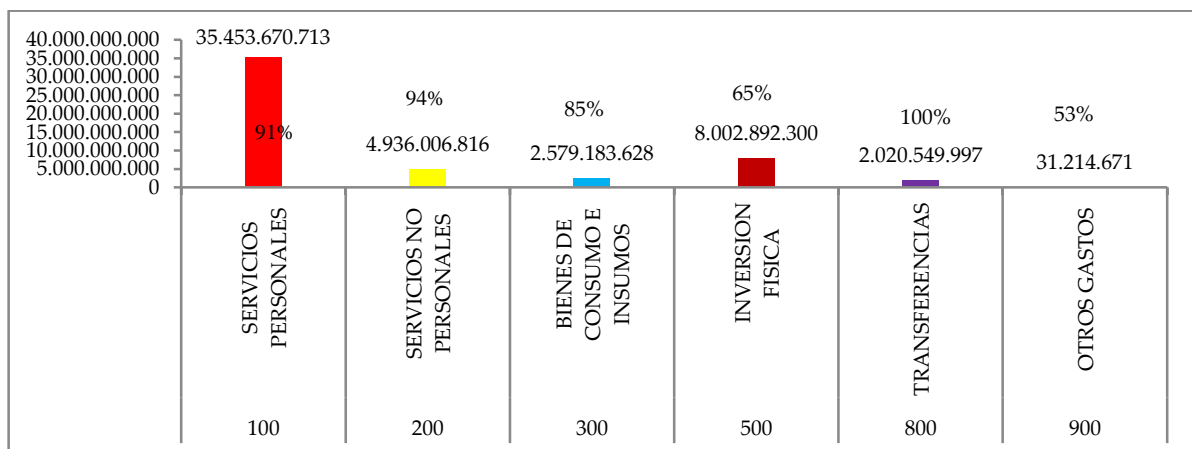 40.000.000.000
35.000.000.000
30.000.000.000
25.000.000.000
20.000.000.000
15.000.000.000
10.000.000.000
5.000.000.000
0
35.453.670.713
91%
94%
4.936.006.816
85%
2.579.183.628
65%
8.002.892.300
100%
2.020.549.997
53%
31.214.671
SERVICIOS
PERSONALES
SERVICIOS NO
PERSONALES
BIENES DE
CONSUMO E
INSUMOS
INVERSION
FISICA
TRANSFERENCIAS
OTROS GASTOS
100
200
300
500
800
900